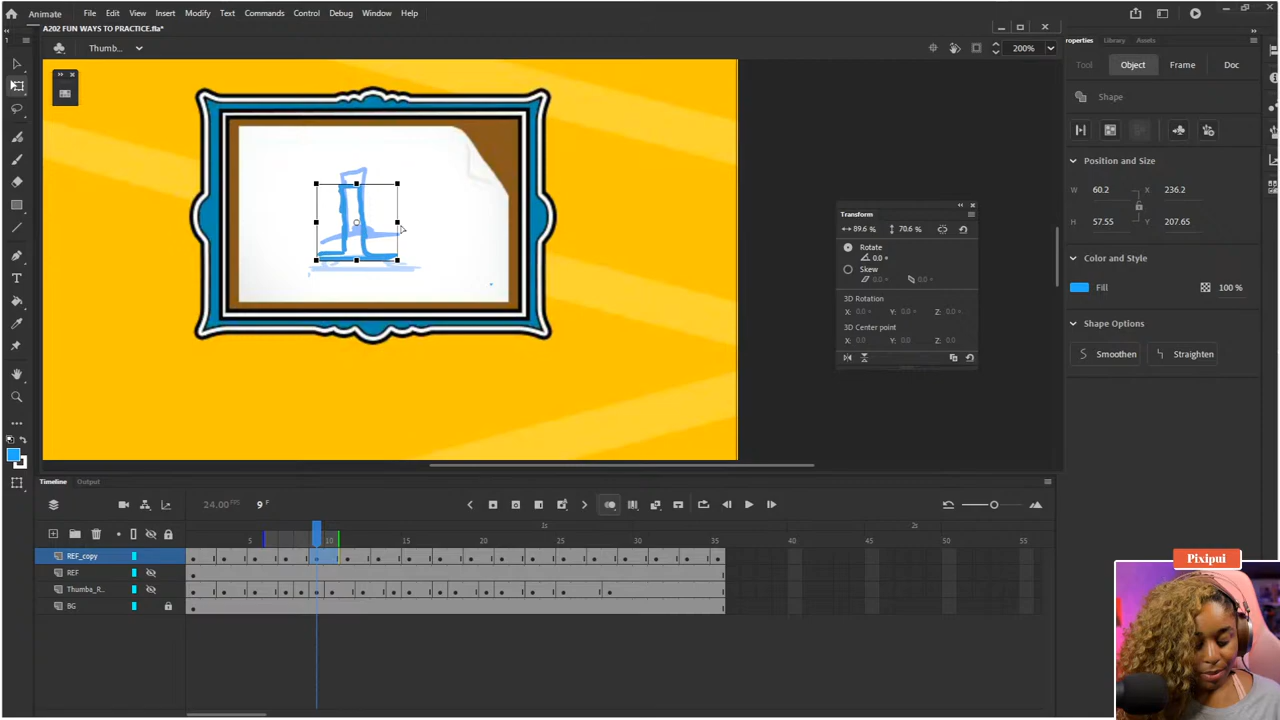 Animate File Edit View Insert Modify Text Commands Control Debug Window Help
A202 FUN WAYS TO PRACTICE.fla*
Thumb... 200%
Properties Library Assets
Tool Object Frame Doc
Shape
Position and Size
W 60.2 X 236.2
H 57.55 Y 207.65
Color and Style
Fill 100 %
Shape Options
Smoothen Straighten
Transform
89.6 % 70.6 %
Rotate
0.0 °
Skew
0.0 ° 0.0 °
3D Rotation
X: 0.0 ° Y: 0.0 ° Z: 0.0 °
3D Center point
X: 0.0 Y: 0.0 Z: 0.0
Timeline Output
24.00 FPS 9 F
1s 2s
5 10 15 20 25 30 35 40 45 50 55
REF_copy
REF
Thumba_R...
BG
Pixipui